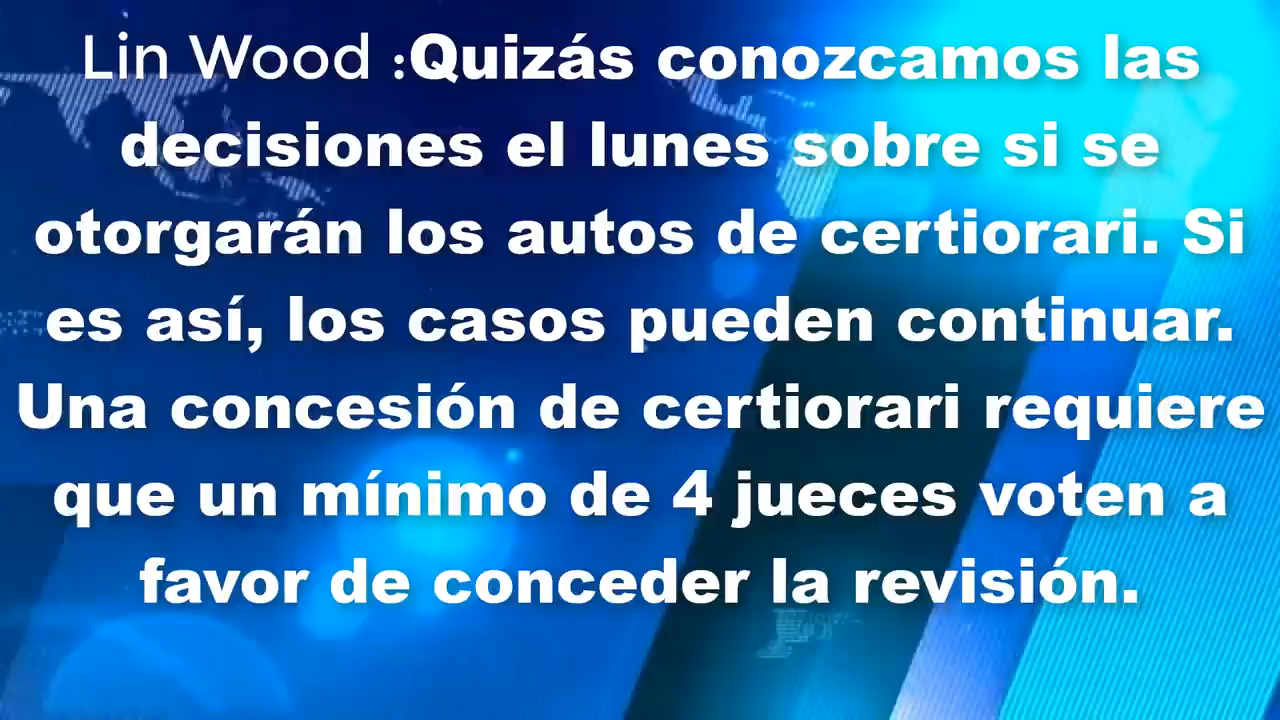 Lin Wood :Quizás conozcamos las
decisiones el lunes sobre si se
otorgarán los autos de certiorari. Si
es así, los casos pueden continuar.
Una concesión de certiorari requiere
que un mínimo de 4 jueces voten a
favor de conceder la revisión.